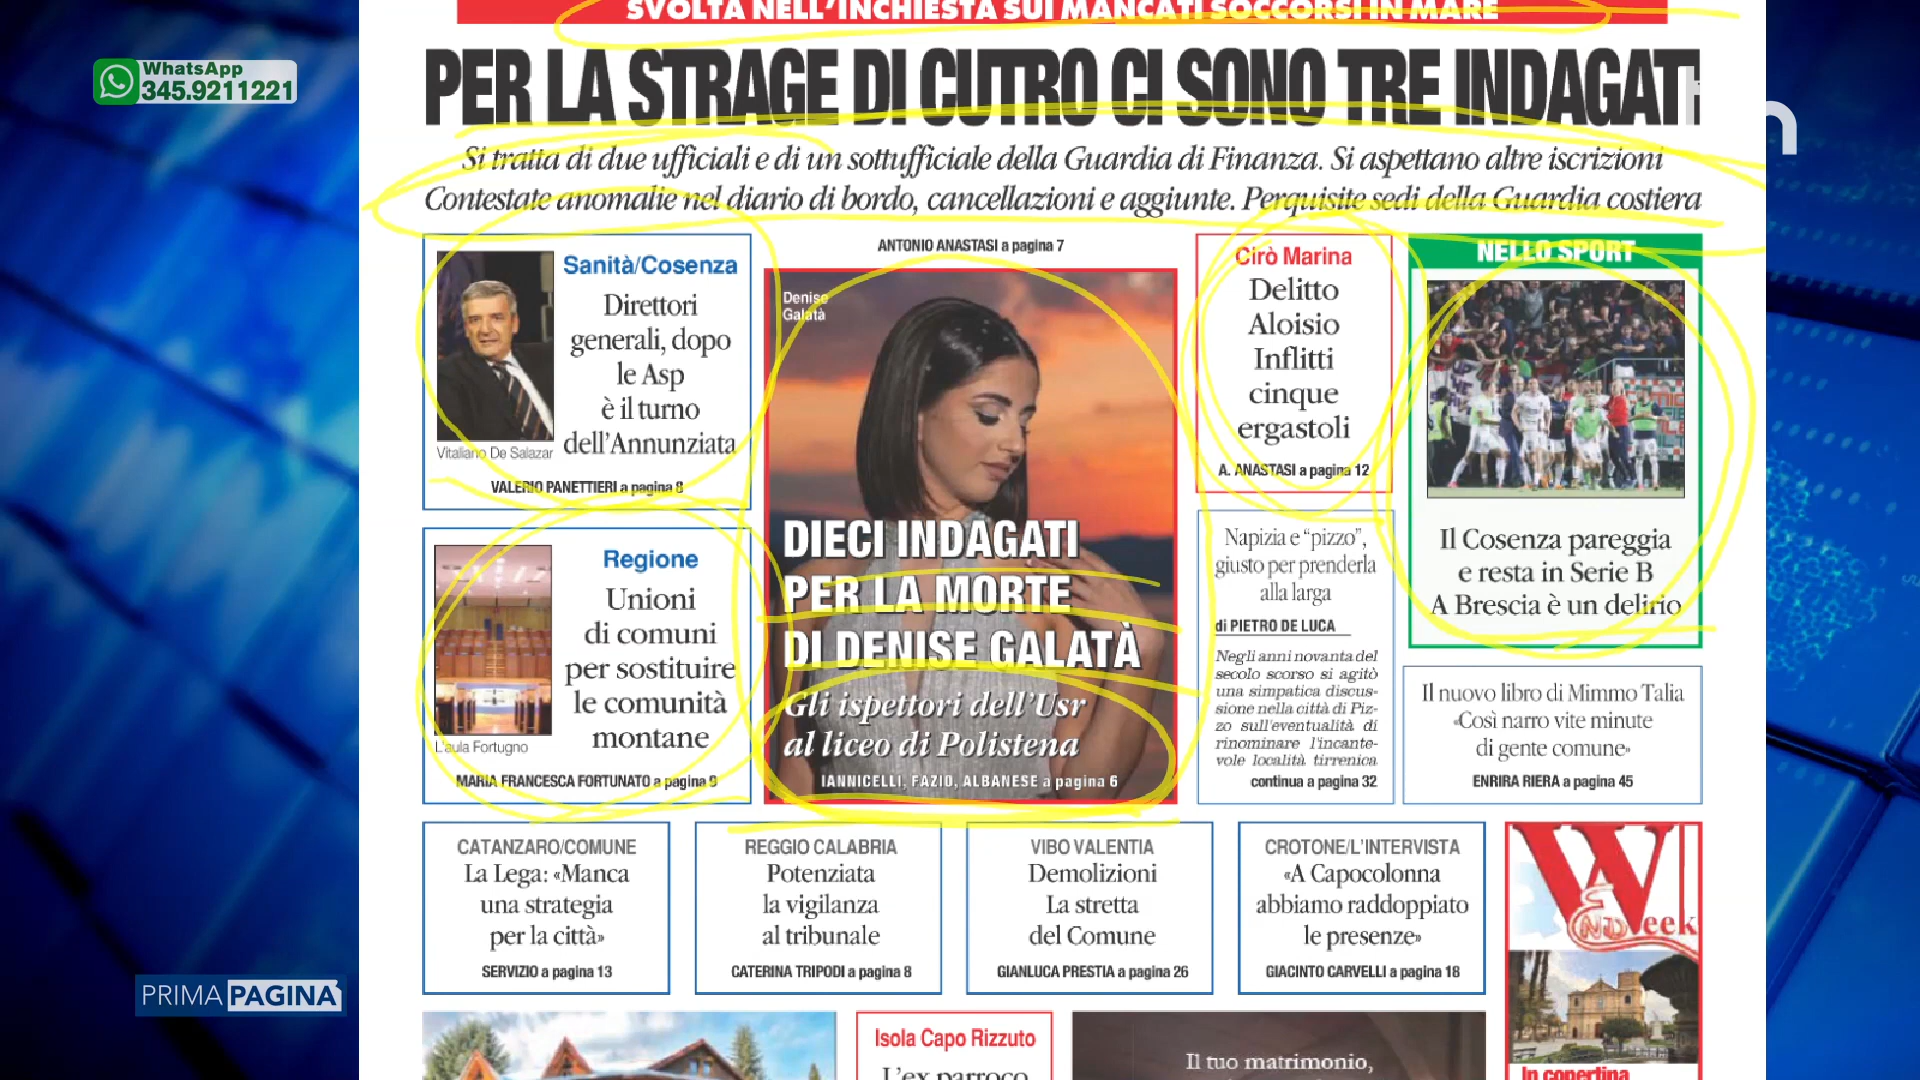 WhatsApp
345.9211221
SVOLTA NELL'INCHIESTA SUI MANCATI SOCCORSI IN MARE
PER LA STRAGE DI CUTRO CI SONO TRE INDAGATI
Si tratta di due ufficiali e di un sottufficiale della Guardia di Finanza. Si aspettano altre iscrizioni
Contestate anomalie nel diario di bordo, cancellazioni e aggiunte. Perquisite sedi della Guardia costiera
Sanità/Cosenza
Direttori
generali, dopo
le Asp
è il turno
dell'Annunziata
Vitaliano De Salazar
VALERIO PANETTIERI a pagina 8
Regione
Unioni
di comuni
per sostituire
le comunità
montane
L'aula Fortugno
MARIA FRANCESCA FORTUNATO a pagina 9
ANTONIO ANASTASI a pagina 7
Denise
Galatà
DIECI INDAGATI
PER LA MORTE
DI DENISE GALATÀ
Gli ispettori dell'Usr
al liceo di Polistena
IANNICELLI, FAZIO, ALBANESE a pagina 6
Cirò Marina
Delitto
Aloisio
Inflitti
cinque
ergastoli
A. ANASTASI a pagina 12
Napizia e “pizzo”,
giusto per prenderla
alla larga
di PIETRO DE LUCA
Negli anni novanta del
secolo scorso si agitò
una simpatica discus-
sione nella città di Piz-
zo sull'eventualità di
rinominare l'incante-
vole località tirrenica
continua a pagina 32
NELLO SPORT
Il Cosenza pareggia
e resta in Serie B
A Brescia è un delirio
Il nuovo libro di Mimmo Talia
«Così narro vite minute
di gente comune»
ENRIRA RIERA a pagina 45
CATANZARO/COMUNE
La Lega: «Manca
una strategia
per la città»
SERVIZIO a pagina 13
REGGIO CALABRIA
Potenziata
la vigilanza
al tribunale
CATERINA TRIPODI a pagina 8
VIBO VALENTIA
Demolizioni
La stretta
del Comune
GIANLUCA PRESTIA a pagina 26
CROTONE/L'INTERVISTA
«A Capocolonna
abbiamo raddoppiato
le presenze»
GIACINTO CARVELLI a pagina 18
WEEND Week
In copertina
Isola Capo Rizzuto
L'ex parroco
Il tuo matrimonio,
PRIMA PAGINA